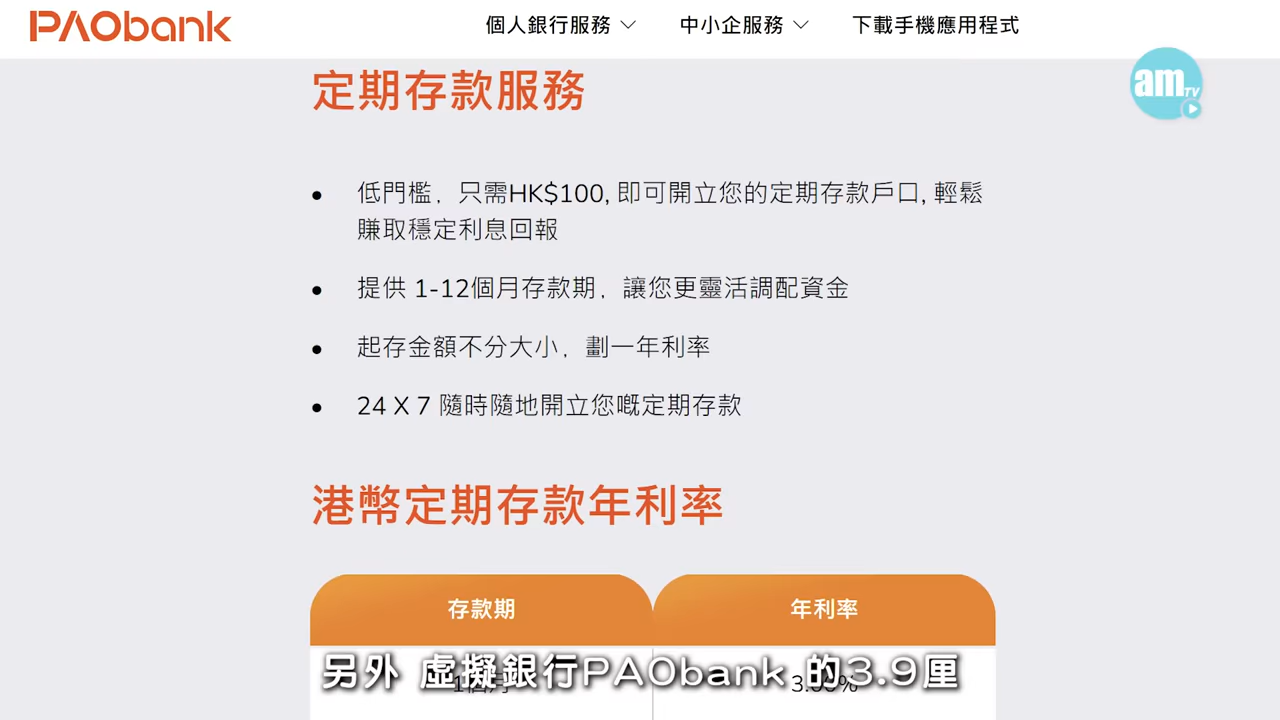 PAObank
個人銀行服務
中小企服務
下載手機應用程式
amTV
定期存款服務
低門檻，只需HK$100, 即可開立您的定期存款戶口, 輕鬆
賺取穩定利息回報
提供 1-12個月存款期，讓您更靈活調配資金
起存金額不分大小，劃一年利率
24 X 7 隨時隨地開立您嘅定期存款
港幣定期存款年利率
存款期
年利率
另外 虛擬銀行PAObank 的3.9厘
1個月